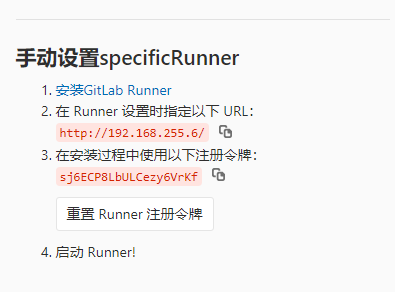 手动设置specificRunner
1. 安装GitLab Runner
2. 在 Runner 设置时指定以下 URL：
http://192.168.255.6/
3. 在安装过程中使用以下注册令牌：
sj6ECP8LbULCezy6VrKf
重置 Runner 注册令牌
4. 启动 Runner!